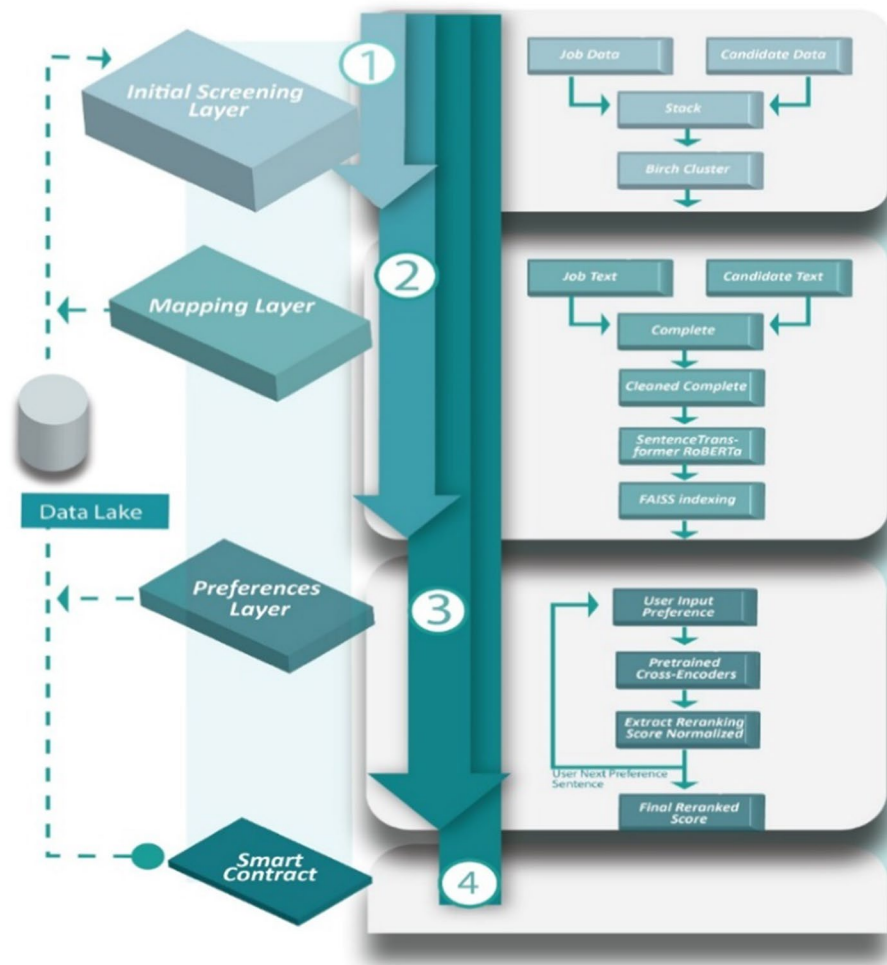 1
Initial Screening
Layer
Job Data
Candidate Data
Stack
Birch Cluster
2
Mapping Layer
Job Text
Candidate Text
Complete
Cleaned Complete
SentenceTrans-
former RoBERTa
FAISS indexing
Data Lake
3
Preferences
Layer
User Input
Preference
Pretrained
Cross-Encoders
Extract Reranking
Score Normalized
User Next Preference
Sentence
Final Reranked
Score
Smart
Contract
4